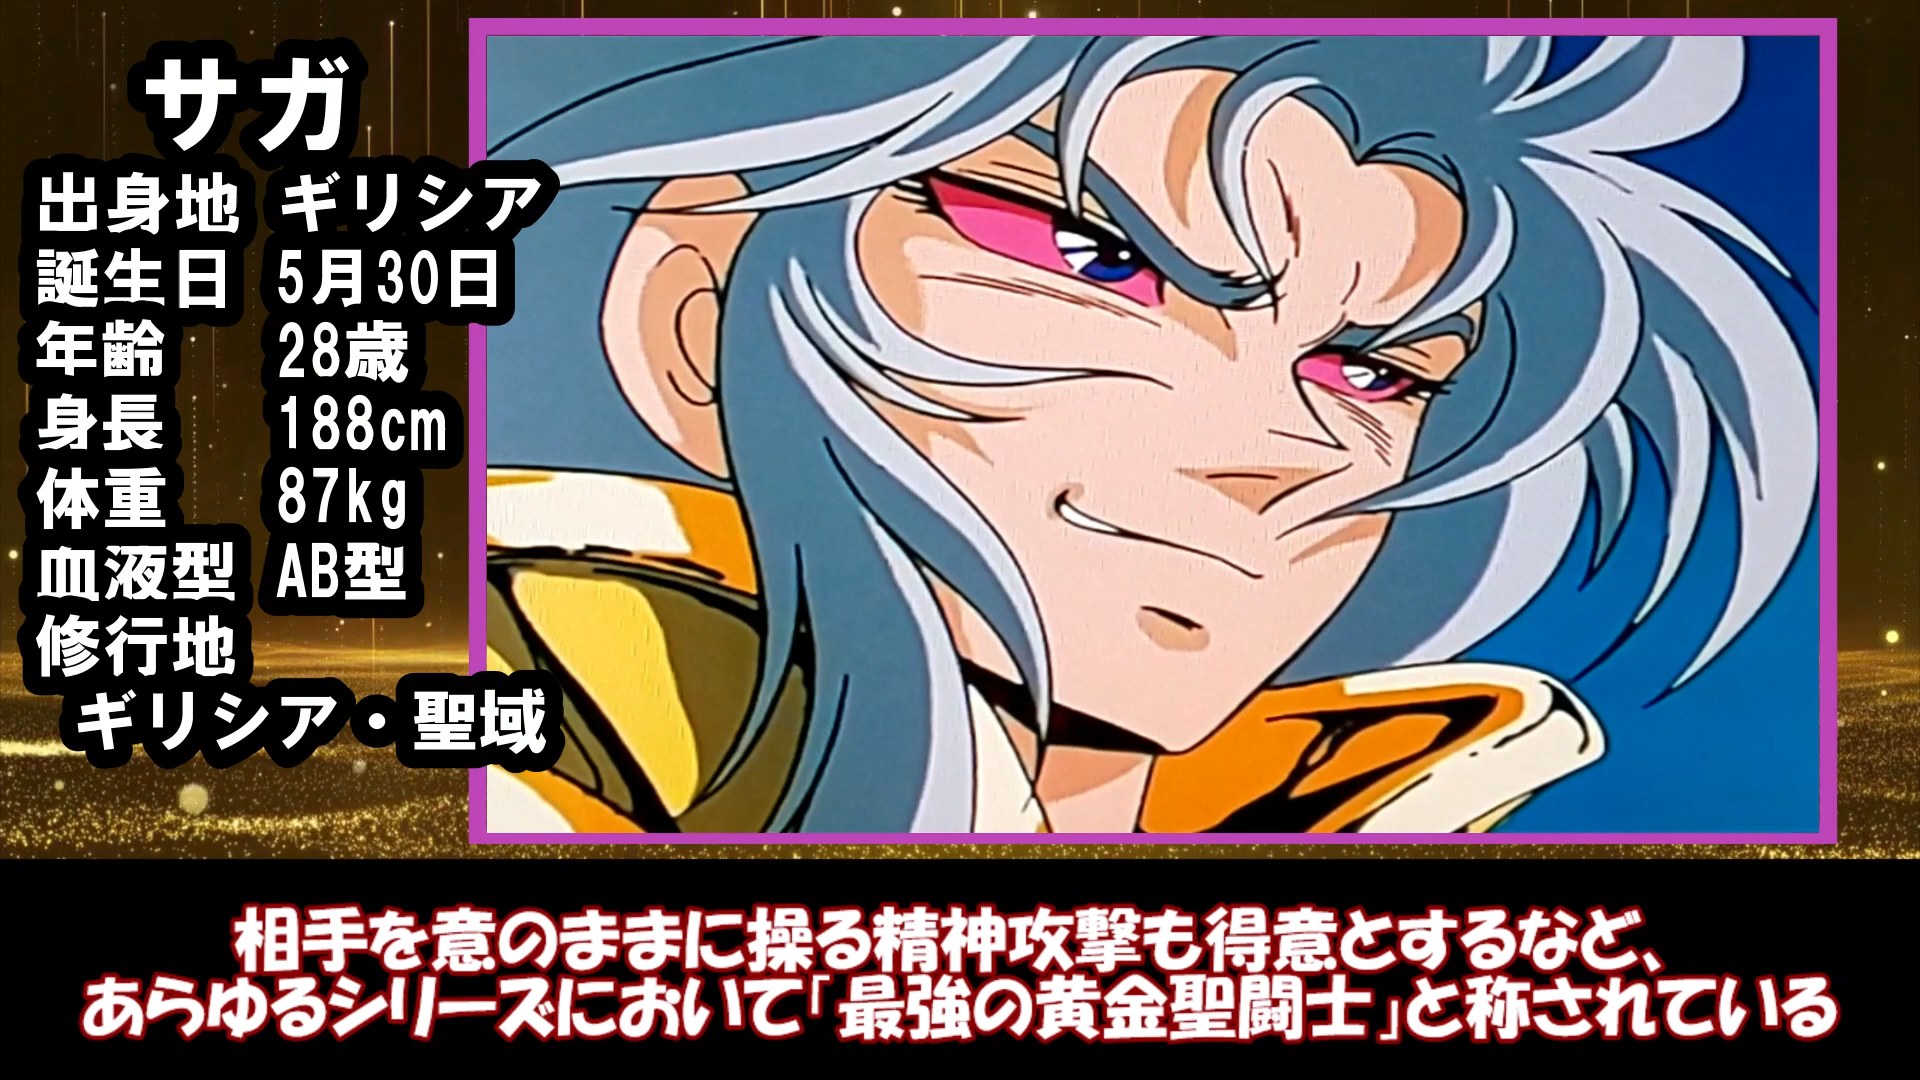 サガ
出身地 ギリシア
誕生日 5月30日
年齢 28歳
身長 188cm
体重 87kg
血液型 AB型
修行地
ギリシア・聖域
相手を意のままに操る精神攻撃も得意とするなど、
あらゆるシリーズにおいて「最強の黄金聖闘士」と称されている